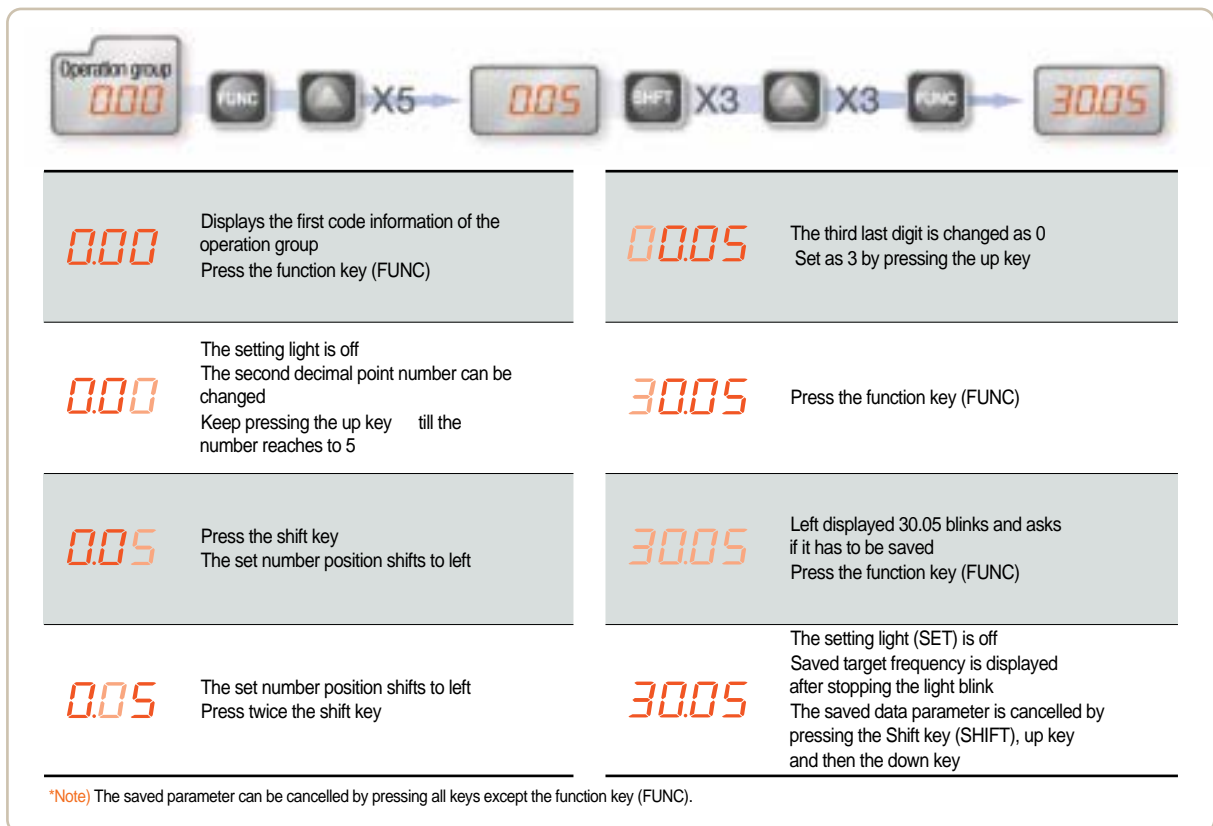 Operation group
0.00
FUNC
X5
0.05
SHFT
X3
X3
FUNC
30.05
0.00
Displays the first code information of the
operation group
Press the function key (FUNC)
0.00
The setting light is off
The second decimal point number can be
changed
Keep pressing the up key till the
number reaches to 5
0.05
Press the shift key
The set number position shifts to left
0.05
The set number position shifts to left
Press twice the shift key
00.05
The third last digit is changed as 0
Set as 3 by pressing the up key
30.05
Press the function key (FUNC)
30.05
Left displayed 30.05 blinks and asks
if it has to be saved
Press the function key (FUNC)
30.05
The setting light (SET) is off
Saved target frequency is displayed
after stopping the light blink
The saved data parameter is cancelled by
pressing the Shift key (SHIFT), up key
and then the down key
*Note) The saved parameter can be cancelled by pressing all keys except the function key (FUNC).